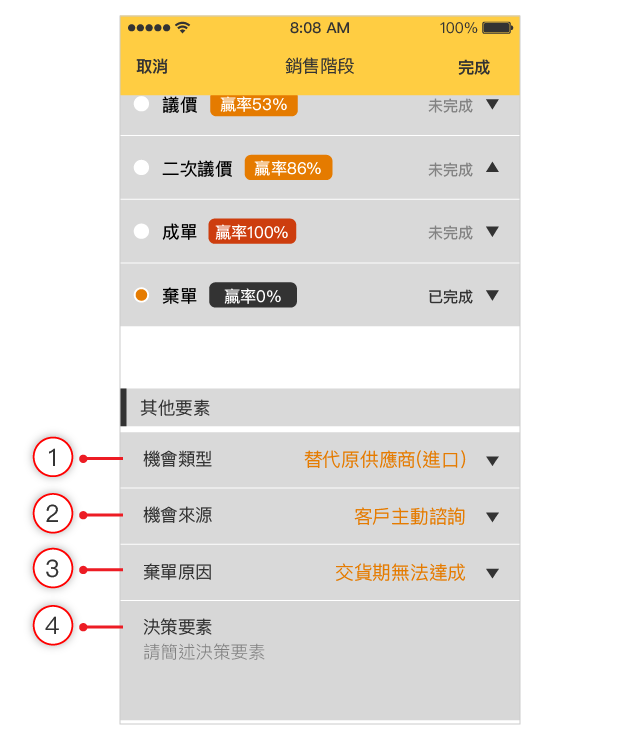 8:08 AM 100%
取消 銷售階段 完成
議價 贏率53% 未完成
二次議價 贏率86% 未完成
成單 贏率100% 未完成
棄單 贏率0% 已完成
其他要素
1 機會類型 替代原供應商(進口)
2 機會來源 客戶主動諮詢
3 棄單原因 交貨期無法達成
4 決策要素
請簡述決策要素